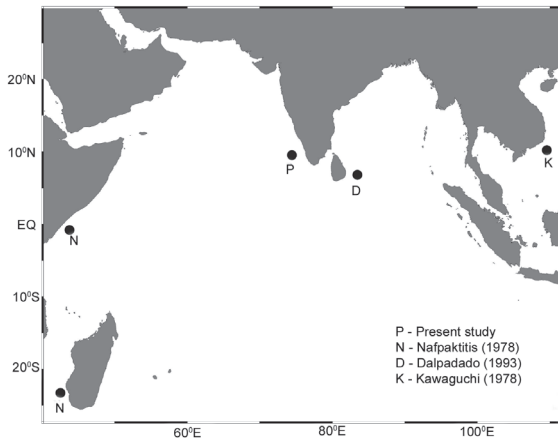 20⁰N
10⁰N
P
D
K
EQ
N
10⁰S
P - Present study
N - Nafpaktitis (1978)
D - Dalpadado (1993)
K - Kawaguchi (1978)
20⁰S
N
60⁰E
80⁰E
100⁰E